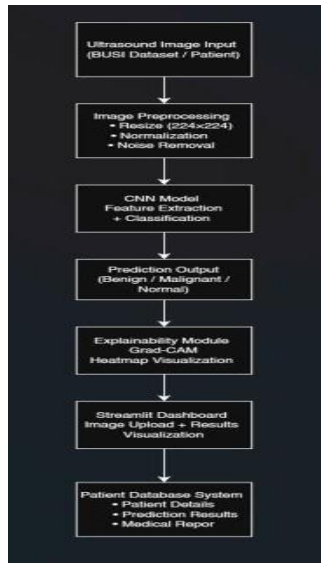 Ultrasound Image Input
(BUSI Dataset / Patient)
Image Preprocessing
• Resize (224×224)
• Normalization
• Noise Removal
CNN Model
Feature Extraction
+ Classification
Prediction Output
(Benign / Malignant /
Normal)
Explainability Module
Grad-CAM
Heatmap Visualization
Streamlit Dashboard
Image Upload + Results
Visualization
Patient Database System
• Patient Details
• Prediction Results
• Medical Repor